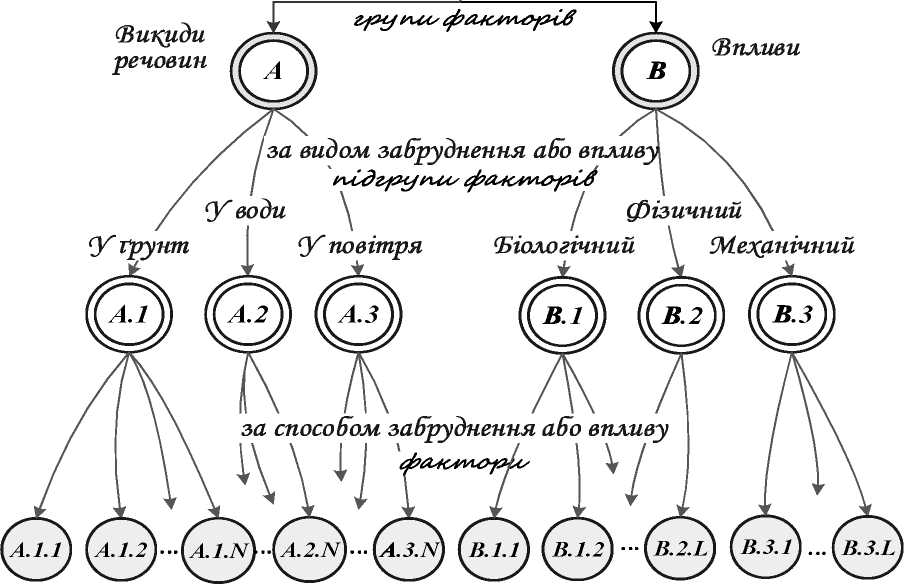 групи факторів
Викиди
речовин
A
B
Впливи
за видом забруднення або впливу
підгрупи факторів
У ґрунт
У води
У повітря
Біологічний
Фізичний
Механічний
A.1
A.2
A.3
B.1
B.2
B.3
за способом забруднення або впливу
фактори
A.1.1
A.1.2
...
A.1.N
...
A.2.N
...
A.3.N
B.1.1
B.1.2
...
B.2.L
B.3.1
...
B.3.L